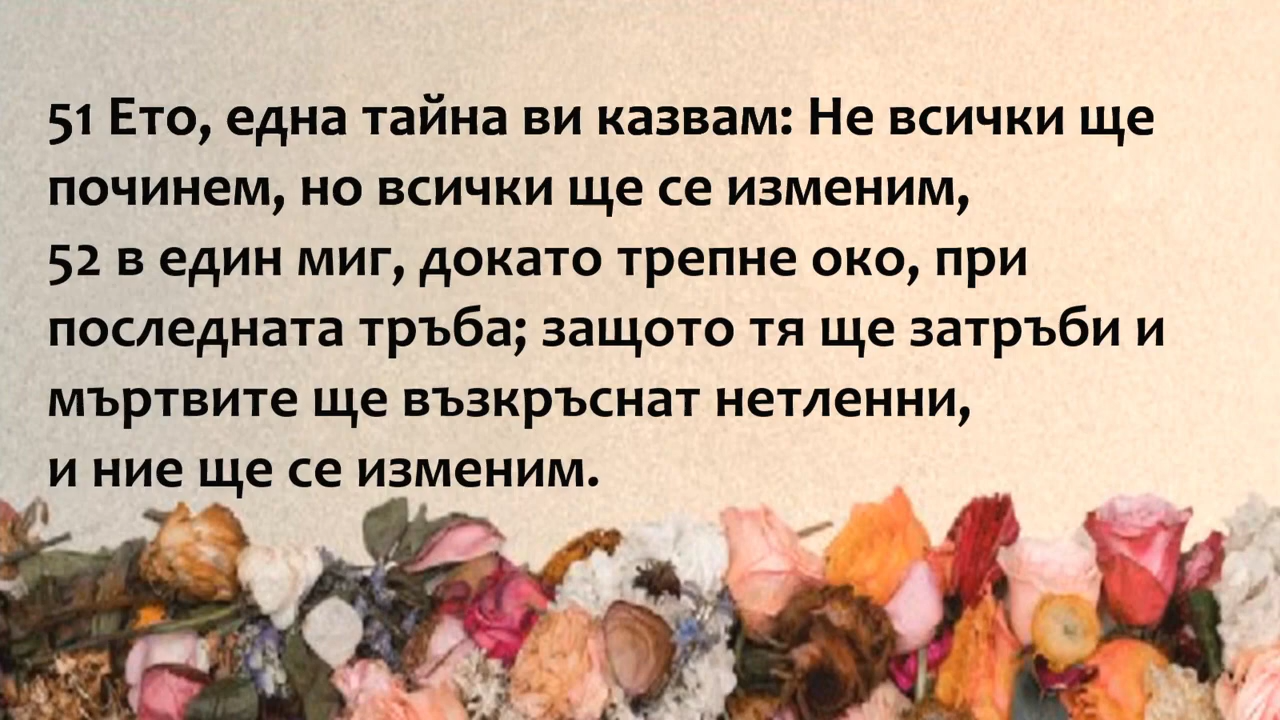 51 Ето, една тайна ви казвам: Не всички ще
починем, но всички ще се изменим,
52 в един миг, докато трепне око, при
последната тръба; защото тя ще затръби и
мъртвите ще възкръснат нетленни,
и ние ще се изменим.